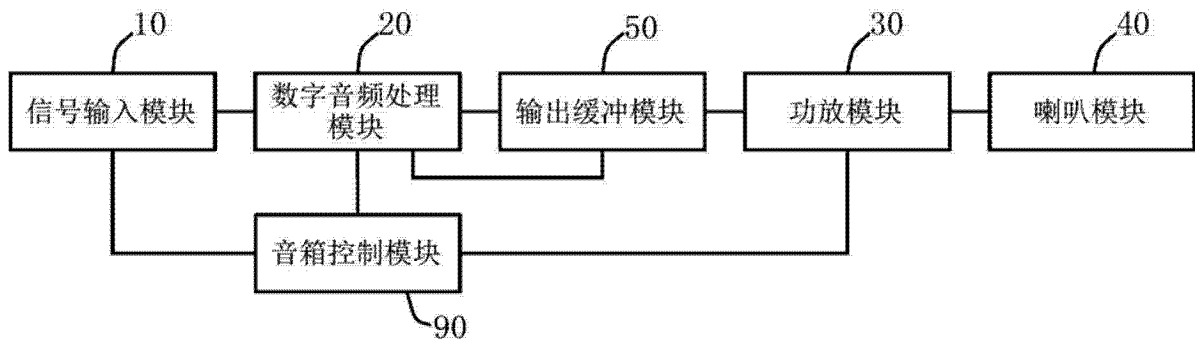 10
20
50
30
40
信号输入模块
数字音频处理
模块
输出缓冲模块
功放模块
喇叭模块
音箱控制模块
90